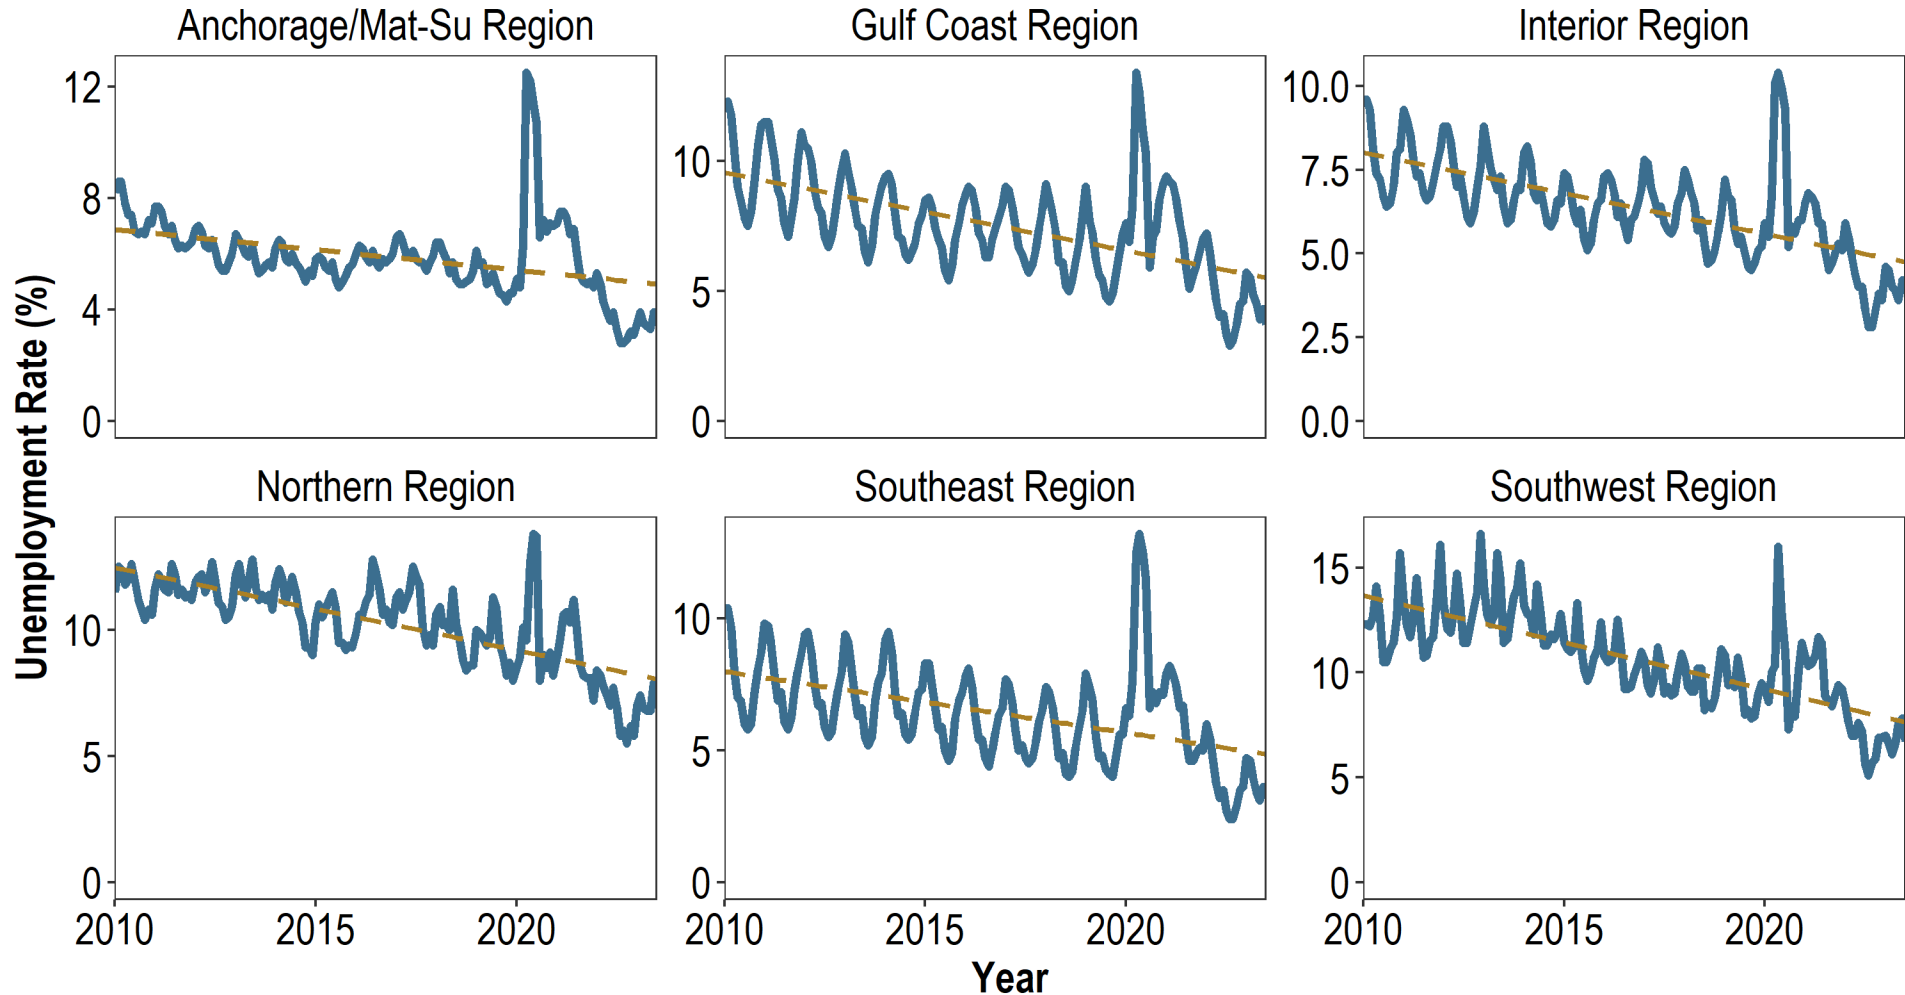 Anchorage/Mat-Su Region
Gulf Coast Region
Interior Region
12
8
4
0
10
5
0
10.0
7.5
5.0
2.5
0.0
Unemployment Rate (%)
Northern Region
Southeast Region
Southwest Region
10
5
0
10
5
0
15
10
5
0
2010 2015 2020
2010 2015 2020
2010 2015 2020
Year